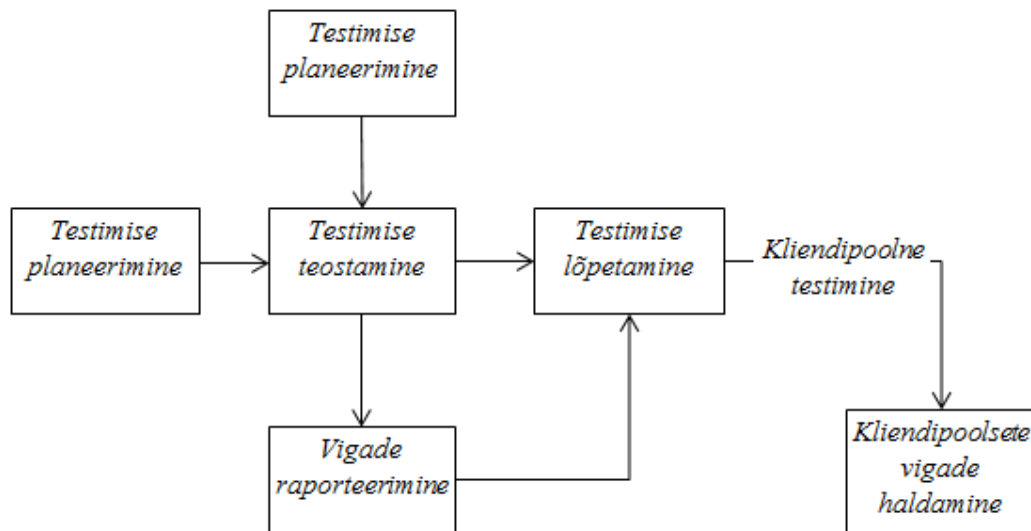 Testimise
planeerimine
Testimise
planeerimine
Testimise
teostamine
Testimise
lõpetamine
Kliendipoolne
testimine
Vigade
raporteerimine
Kliendipoolsete
vigade
haldamine